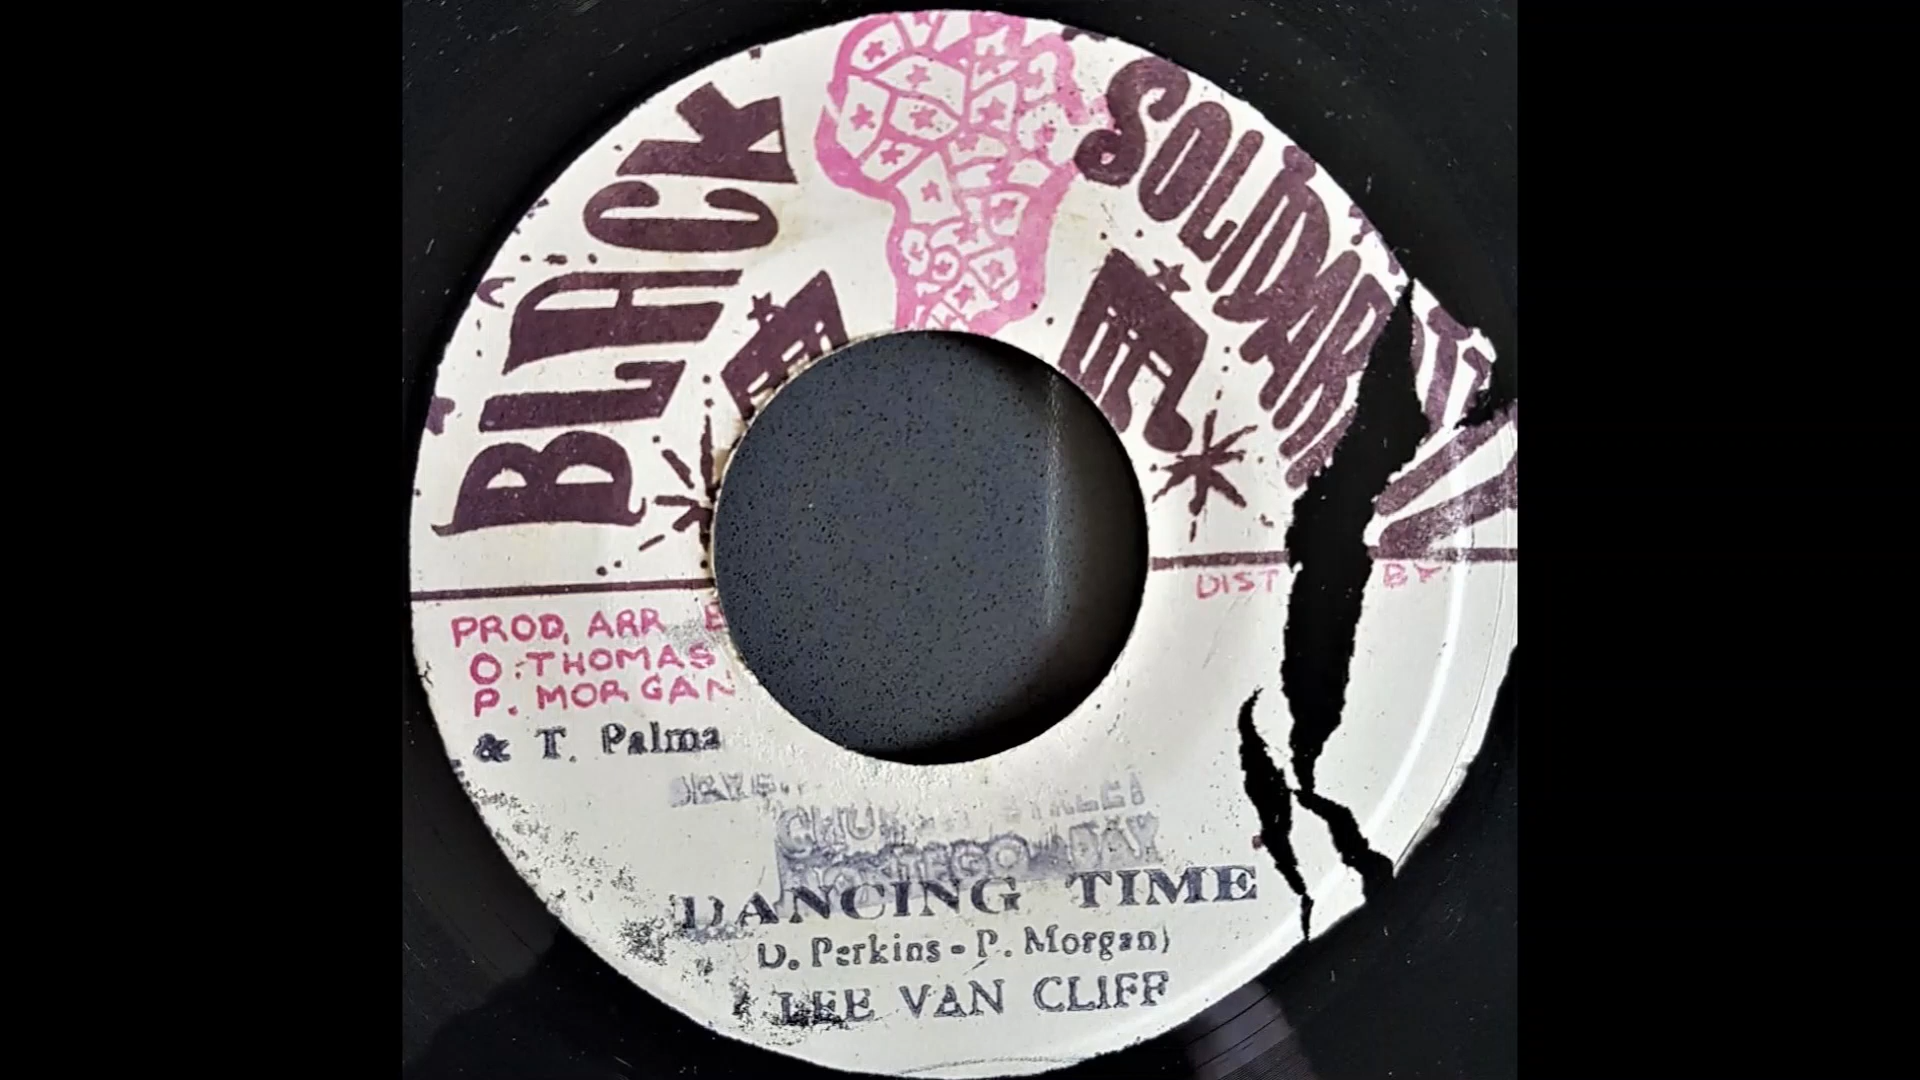 BLACK
SOLIDARITY
DIST BY
PROD, ARR
O. THOMAS
P. MORGAN
& T. Palma
MONTEGO BAY
DANCING TIME
D. Perkins - P. Morgan)
LEE VAN CLIFF